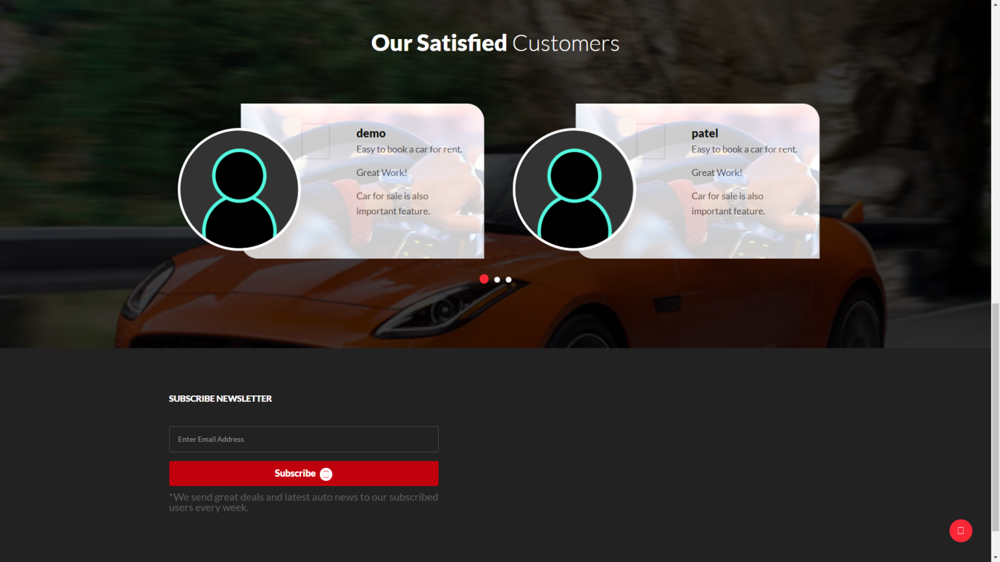 Our Satisfied Customers
demo
Easy to book a car for rent.
Great Work!
Car for sale is also
important feature.
patel
Easy to book a car for rent.
Great Work!
Car for sale is also
important feature.
SUBSCRIBE NEWSLETTER
Enter Email Address
Subscribe
*We send great deals and latest auto news to our subscribed
users every week.